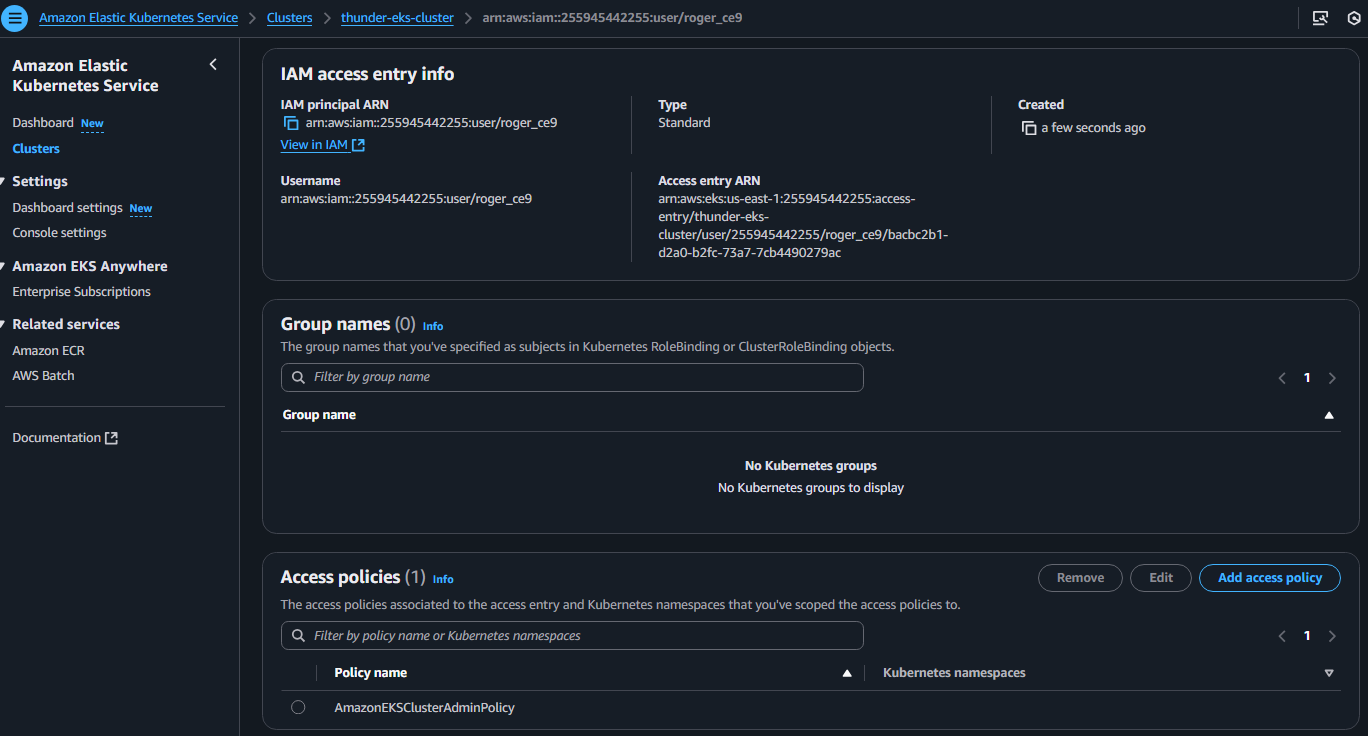 Amazon Elastic Kubernetes Service > Clusters > thunder-eks-cluster > arn:aws:iam::255945442255:user/roger_ce9
Amazon Elastic
Kubernetes Service
Dashboard New
Clusters
Settings
Dashboard settings New
Console settings
Amazon EKS Anywhere
Enterprise Subscriptions
Related services
Amazon ECR
AWS Batch
Documentation
IAM access entry info
IAM principal ARN
arn:aws:iam::255945442255:user/roger_ce9
View in IAM
Type
Standard
Created
a few seconds ago
Username
arn:aws:iam::255945442255:user/roger_ce9
Access entry ARN
arn:aws:eks:us-east-1:255945442255:access-
entry/thunder-eks-
cluster/user/255945442255/roger_ce9/bacbc2b1-
d2a0-b2fc-73a7-7cb4490279ac
Group names (0) Info
The group names that you've specified as subjects in Kubernetes RoleBinding or ClusterRoleBinding objects.
Filter by group name
1
Group name
No Kubernetes groups
No Kubernetes groups to display
Access policies (1) Info
Remove
Edit
Add access policy
The access policies associated to the access entry and Kubernetes namespaces that you've scoped the access policies to.
Filter by policy name or Kubernetes namespaces
1
Policy name
Kubernetes namespaces
AmazonEKSClusterAdminPolicy